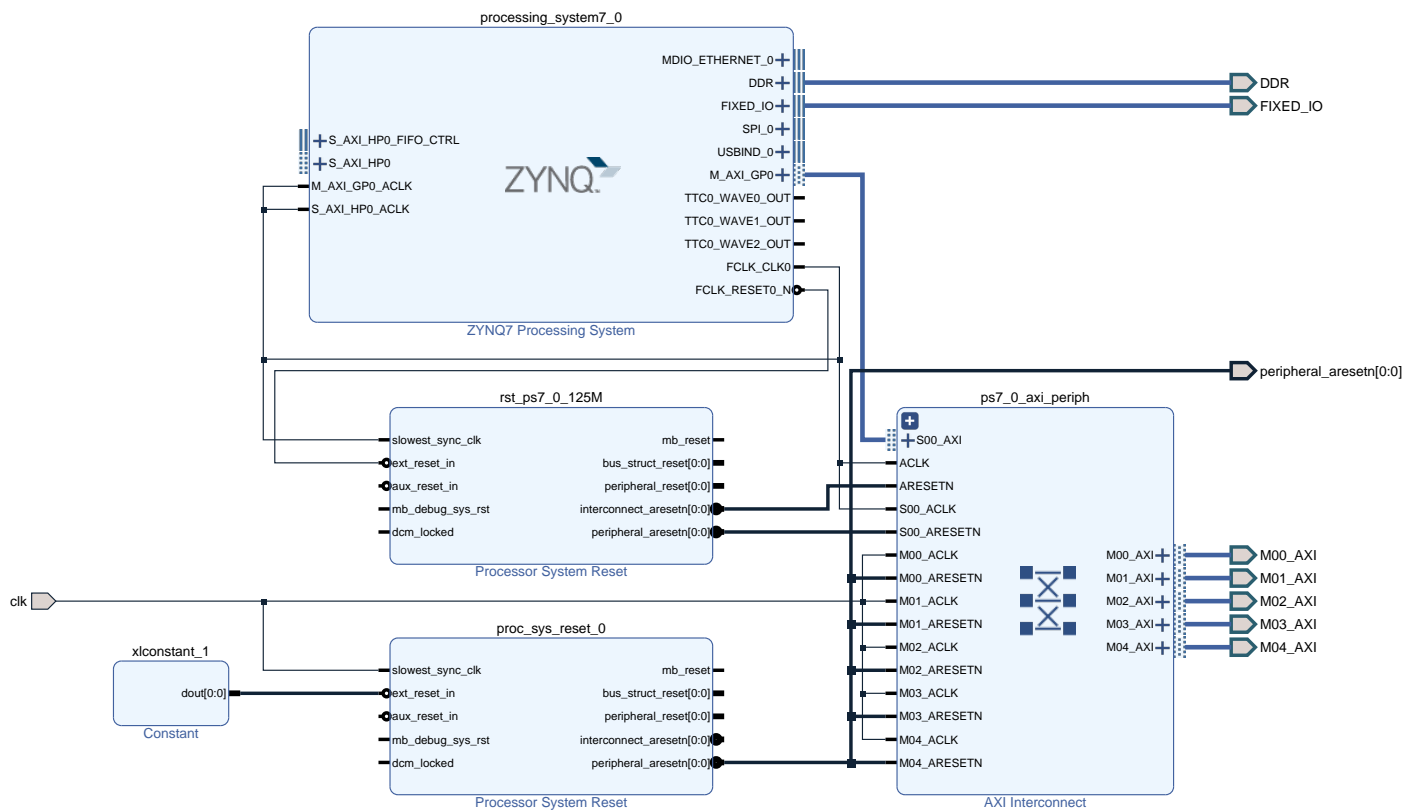 processing_system7_0
MDIO_ETHERNET_0
DDR
FIXED_IO
SPI_0
USBIND_0
M_AXI_GP0
TTC0_WAVE0_OUT
TTC0_WAVE1_OUT
TTC0_WAVE2_OUT
FCLK_CLK0
FCLK_RESET0_N
S_AXI_HP0_FIFO_CTRL
S_AXI_HP0
M_AXI_GP0_ACLK
S_AXI_HP0_ACLK
ZYNQ
ZYNQ7 Processing System
DDR
FIXED_IO
peripheral_aresetn[0:0]
rst_ps7_0_125M
slowest_sync_clk
ext_reset_in
aux_reset_in
mb_debug_sys_rst
dcm_locked
mb_reset
bus_struct_reset[0:0]
peripheral_reset[0:0]
interconnect_aresetn[0:0]
peripheral_aresetn[0:0]
Processor System Reset
ps7_0_axi_periph
S00_AXI
ACLK
ARESETN
S00_ACLK
S00_ARESETN
M00_ACLK
M00_ARESETN
M01_ACLK
M01_ARESETN
M02_ACLK
M02_ARESETN
M03_ACLK
M03_ARESETN
M04_ACLK
M04_ARESETN
M00_AXI
M01_AXI
M02_AXI
M03_AXI
M04_AXI
AXI Interconnect
M00_AXI
M01_AXI
M02_AXI
M03_AXI
M04_AXI
clk
xlconstant_1
dout[0:0]
Constant
proc_sys_reset_0
slowest_sync_clk
ext_reset_in
aux_reset_in
mb_debug_sys_rst
dcm_locked
mb_reset
bus_struct_reset[0:0]
peripheral_reset[0:0]
interconnect_aresetn[0:0]
peripheral_aresetn[0:0]
Processor System Reset